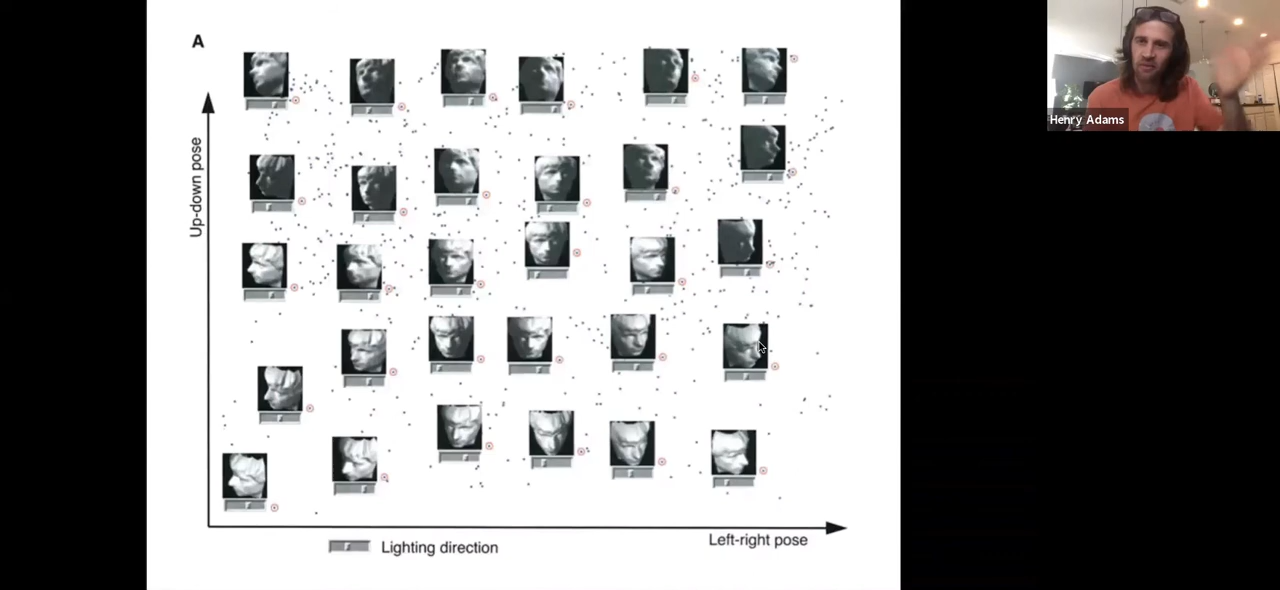 A
Henry Adams
Up-down pose
Left-right pose
Lighting direction